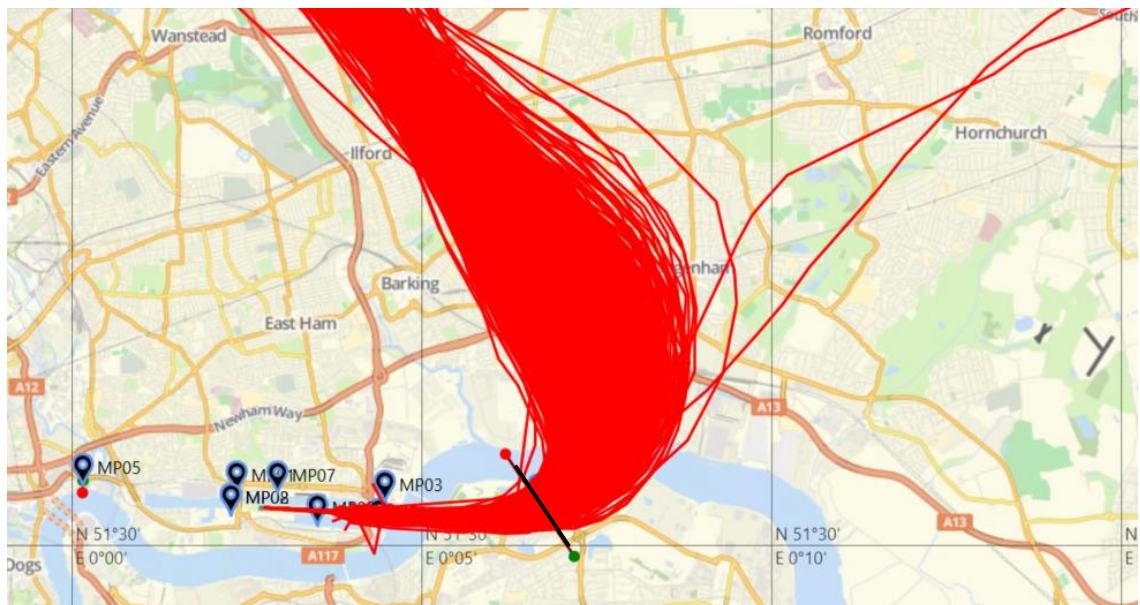 Wanstead
Romford
Eastern Avenue
Ilford
Hornchurch
Barking
East Ham
A12
Newham Way
A13
MP05
MP07
MP03
MP08
N 51°30'
N 51°30'
N 51°30'
A13
E 0°00'
A117
E 0°05'
E 0°10'
E
Dogs